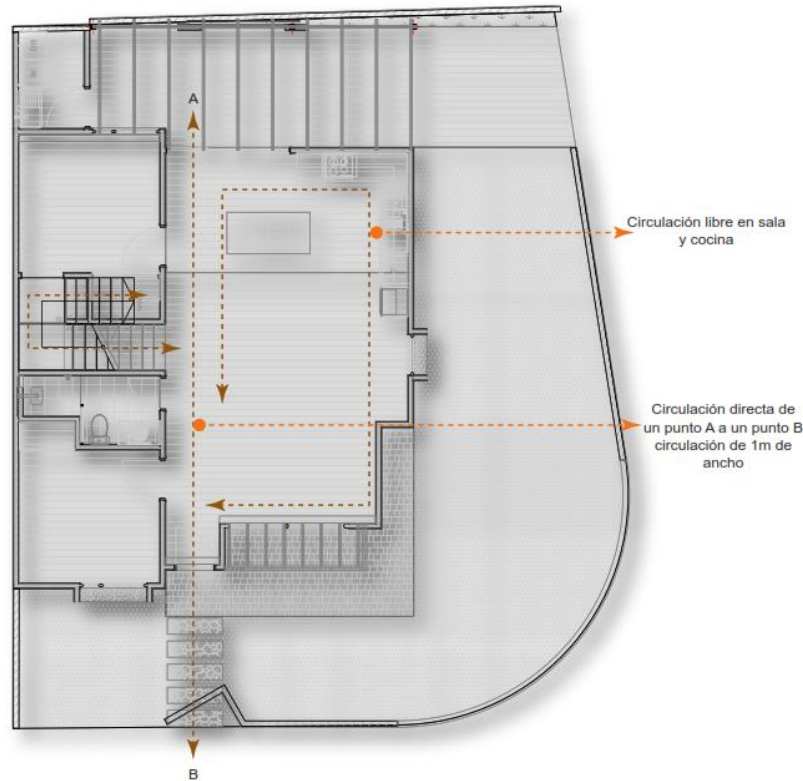 A
Circulación libre en sala
y cocina
Circulación directa de
un punto A a un punto B
circulación de 1m de
ancho
B